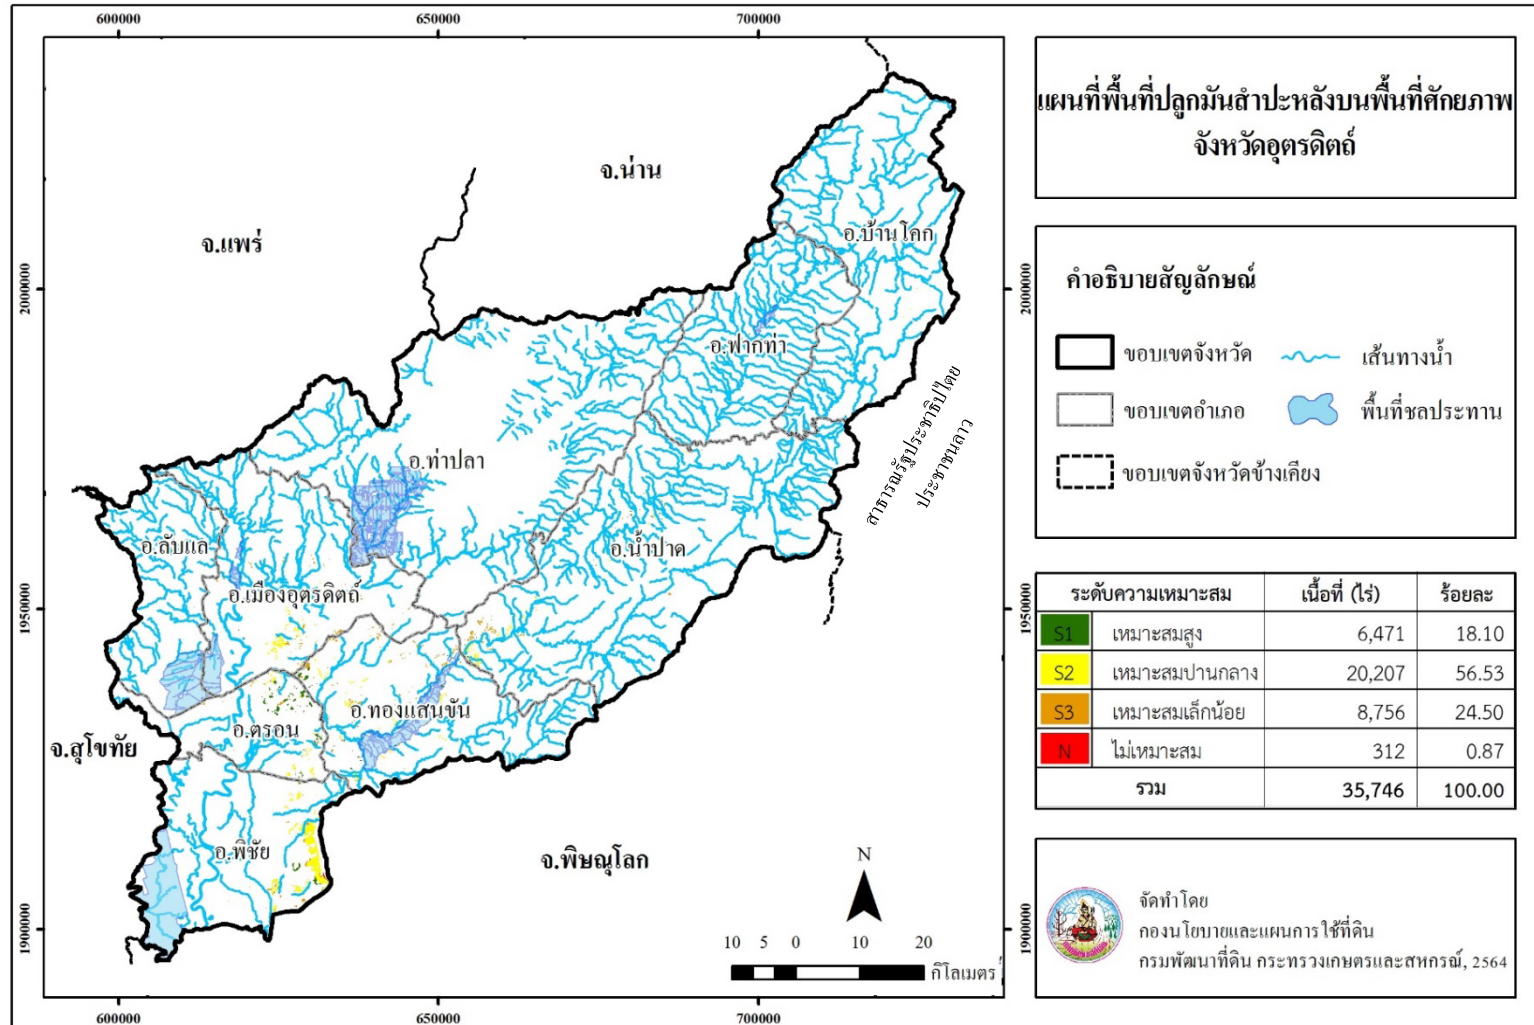 600000
650000
700000
แผนที่พื้นที่ปลูกมันสำปะหลังบนพื้นที่ศักยภาพ
จังหวัดอุตรดิตถ์
จ.น่าน
จ.แพร่
อ.บ้านโคก
2000000
2000000
อ.ฟากท่า
สาธารณรัฐประชาธิปไตย
ประชาชนลาว
อ.ท่าปลา
อ.ลับแล
อ.น้ำปาด
อ.เมืองอุตรดิตถ์
1950000
1950000
อ.ทองแสนขัน
อ.ตรอน
จ.สุโขทัย
อ.พิชัย
จ.พิษณุโลก
N
1900000
1900000
10 5 0 10 20
กิโลเมตร
600000
650000
700000
คำอธิบายสัญลักษณ์
ขอบเขตจังหวัด
เส้นทางน้ำ
ขอบเขตอำเภอ
พื้นที่ชลประทาน
ขอบเขตจังหวัดข้างเคียง
ระดับความเหมาะสม เนื้อที่ (ไร่) ร้อยละ
S1 เหมาะสมสูง 6,471 18.10
S2 เหมาะสมปานกลาง 20,207 56.53
S3 เหมาะสมเล็กน้อย 8,756 24.50
N ไม่เหมาะสม 312 0.87
รวม 35,746 100.00
จัดทำโดย
กองนโยบายและแผนการใช้ที่ดิน
กรมพัฒนาที่ดิน กระทรวงเกษตรและสหกรณ์, 2564